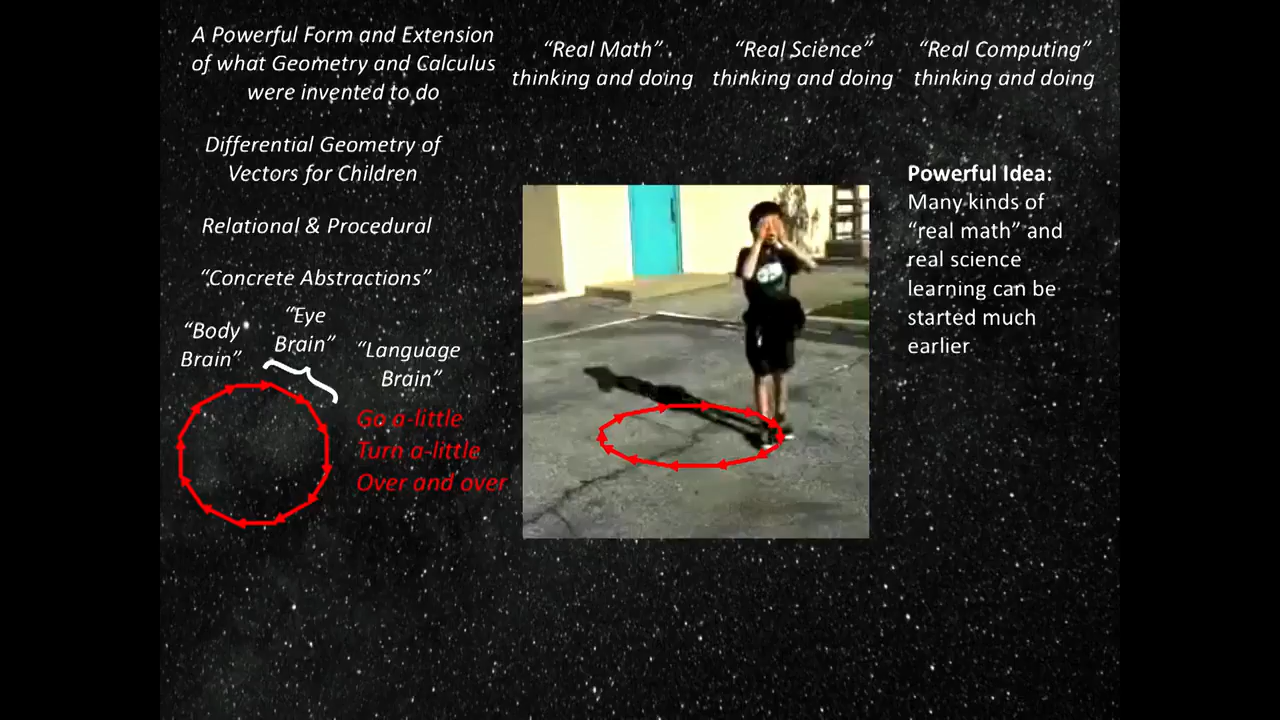 A Powerful Form and Extension
of what Geometry and Calculus
were invented to do
“Real Math”
thinking and doing
“Real Science”
thinking and doing
“Real Computing”
thinking and doing
Differential Geometry of
Vectors for Children
Relational & Procedural
“Concrete Abstractions”
“Body
Brain”
“Eye
Brain”
“Language
Brain”
Go a-little
Turn a-little
Over and over
Powerful Idea:
Many kinds of
“real math” and
real science
learning can be
started much
earlier